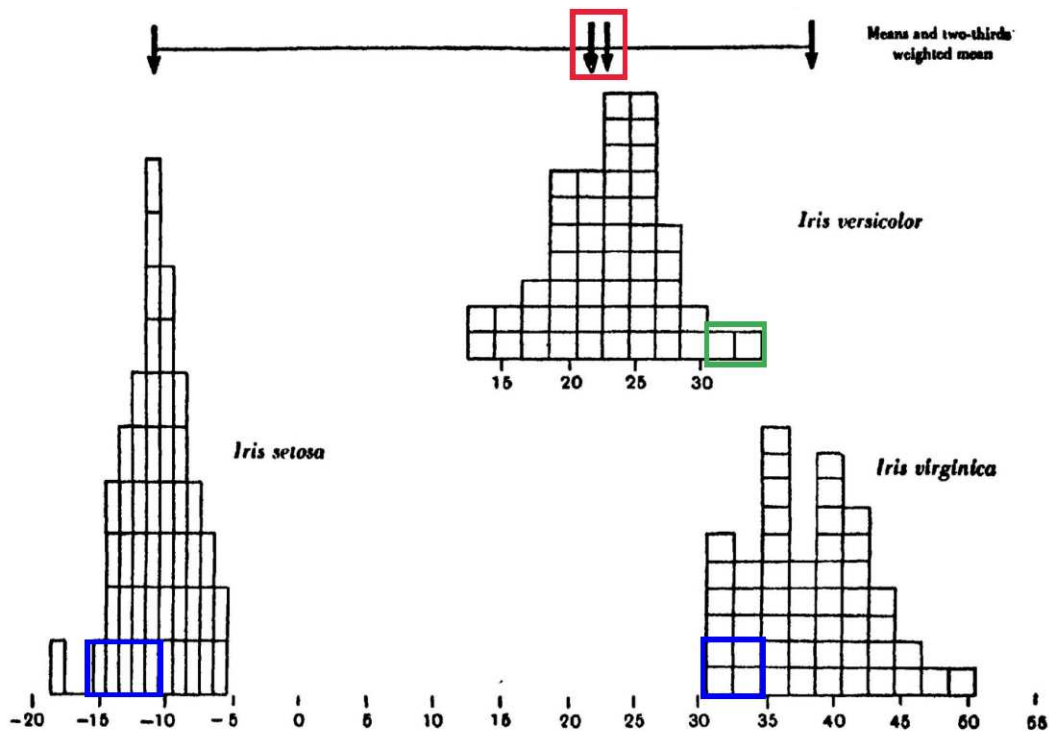 Means and two-thirds
weighted mean
Iris versicolor
15 20 25 30
Iris setosa
Iris virginica
-20 -15 -10 -5 0 5 10 15 20 25 30 35 40 45 50 55